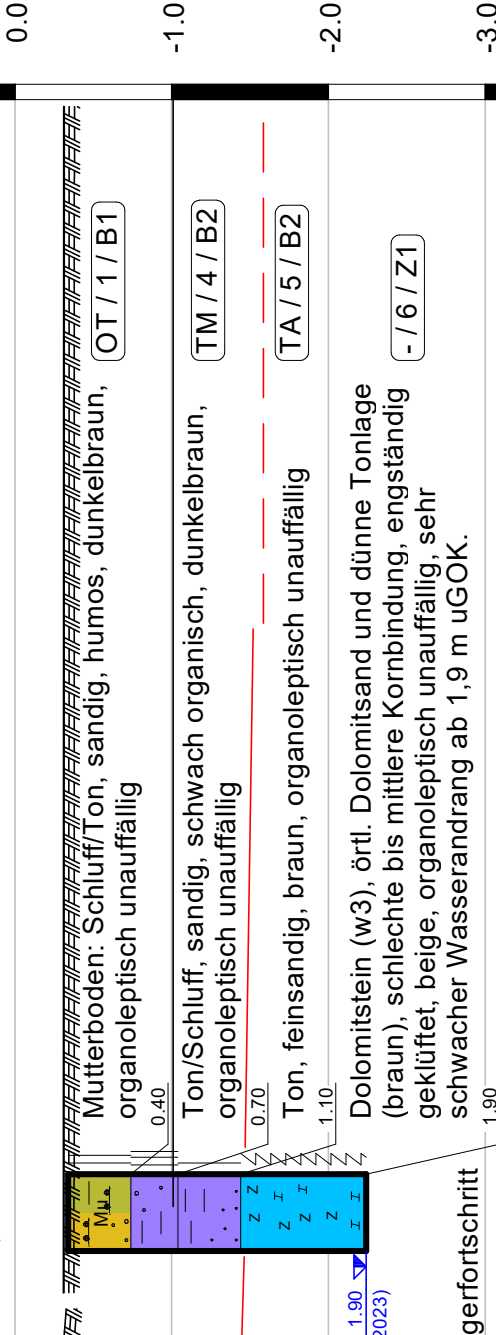 0.0
-1.0
-2.0
-3.0
Mutterboden: Schluff/Ton, sandig, humos, dunkelbraun,
organoleptisch unauffällig
OT / 1 / B1
Ton/Schluff, sandig, schwach organisch, dunkelbraun,
organoleptisch unauffällig
TM / 4 / B2
Ton, feinsandig, braun, organoleptisch unauffällig
TA / 5 / B2
Dolomitstein (w3), örtl. Dolomitsand und dünne Tonlage
(braun), schlechte bis mittlere Kornbindung, engständig
geklüftet, beige, organoleptisch unauffällig, sehr
schwacher Wasserandrang ab 1,9 m uGOK.
- / 6 / Z1
0.40
0.70
1.10
1.90
Mu
Z Z Z Z Z
I I I I I
1.90
2023)
gerfortschritt